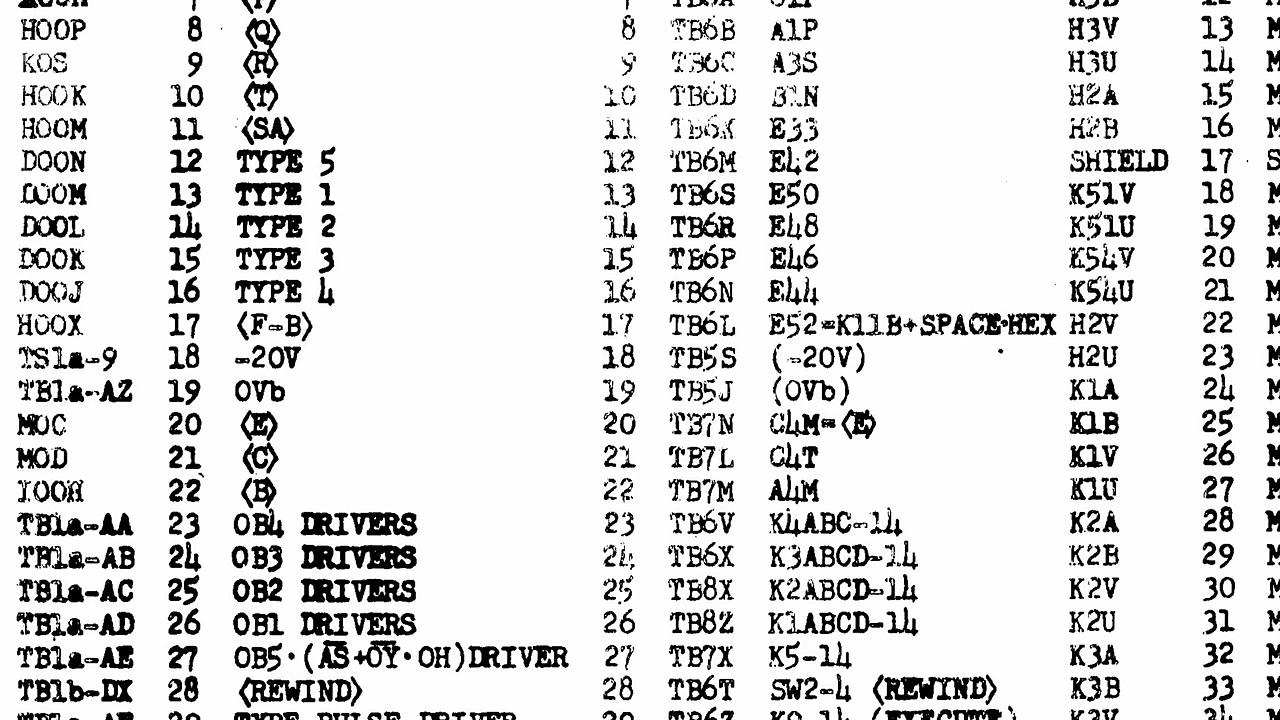 HOOP 8 ⟨Q⟩ 8 TB6B A1P H3V 13 M
KOS 9 ⟨R⟩ 9 TB6C A3S H3U 14 M
HOOK 10 ⟨T⟩ 10 TB6D B1N H2A 15 M
HOOM 11 ⟨SA⟩ 11 TB6K E33 H2B 16 M
DOON 12 TYPE 5 12 TB6M E42 SHIELD 17 S
DOOM 13 TYPE 1 13 TB6S E50 K51V 18 M
DOOL 14 TYPE 2 14 TB6R E48 K51U 19 M
DOOK 15 TYPE 3 15 TB6P E46 K54V 20 M
DOOJ 16 TYPE 4 16 TB6N E44 K54U 21 M
HOOX 17 ⟨F-B⟩ 17 TB6L E52=K11B+SPACE·HEX H2V 22 M
TS1a-9 18 -20V 18 TB5S (-20V) H2U 23 M
TB1a-AZ 19 OVb 19 TB5J (OVb) K1A 24 M
MOC 20 ⟨E⟩ 20 TB7N C4M=⟨E⟩ K1B 25 M
MOD 21 ⟨C⟩ 21 TB7L C4T K1V 26 M
22 ⟨B⟩ 22 TB7M A4M K1U 27 M
TB1a-AA 23 OB4 DRIVERS 23 TB6V K4ABC-14 K2A 28 M
TB1a-AB 24 OB3 DRIVERS 24 TB6X K3ABCD-14 K2B 29 M
TB1a-AC 25 OB2 DRIVERS 25 TB8X K2ABCD-14 K2V 30 M
TB1a-AD 26 OB1 DRIVERS 26 TB8Z K1ABCD-14 K2U 31 M
TB1a-AE 27 OB5·(A̅S̅+O̅Y̅·OH)DRIVER 27 TB7X K5-14 K3A 32 M
TB1b-DX 28 ⟨REWIND⟩ 28 TB6T SW2-4 ⟨REWIND⟩ K3B 33 M